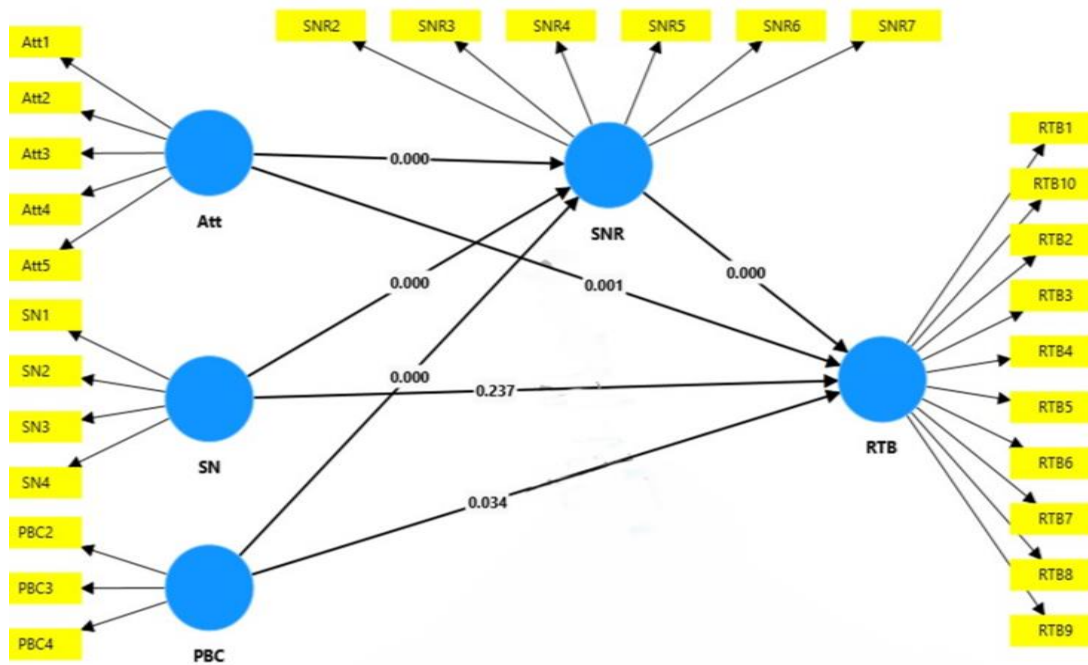 SNR2 SNR3 SNR4 SNR5 SNR6 SNR7
Att1
Att2
Att3
Att4
Att5
Att
SNR
0.000
0.000
0.001
0.000
0.000
0.237
0.034
SN1
SN2
SN3
SN4
SN
PBC2
PBC3
PBC4
PBC
RTB1
RTB10
RTB2
RTB3
RTB4
RTB5
RTB6
RTB7
RTB8
RTB9
RTB